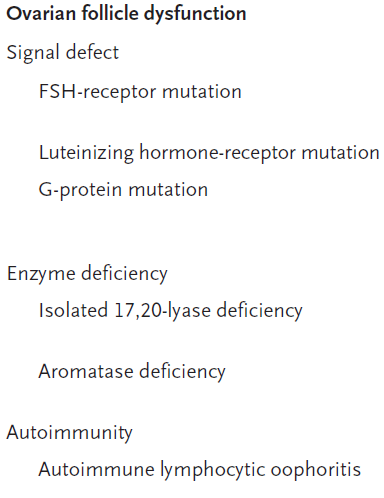 Ovarian follicle dysfunction
Signal defect
FSH-receptor mutation
Luteinizing hormone-receptor mutation
G-protein mutation
Enzyme deficiency
Isolated 17,20-lyase deficiency
Aromatase deficiency
Autoimmunity
Autoimmune lymphocytic oophoritis